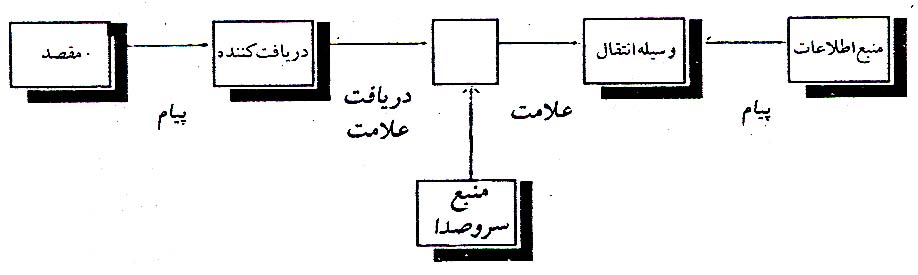 منبع اطلاعات
وسیله انتقال
دریافت کننده
مقصد
پیام
علامت
دریافت
علامت
پیام
منبع
سروصدا